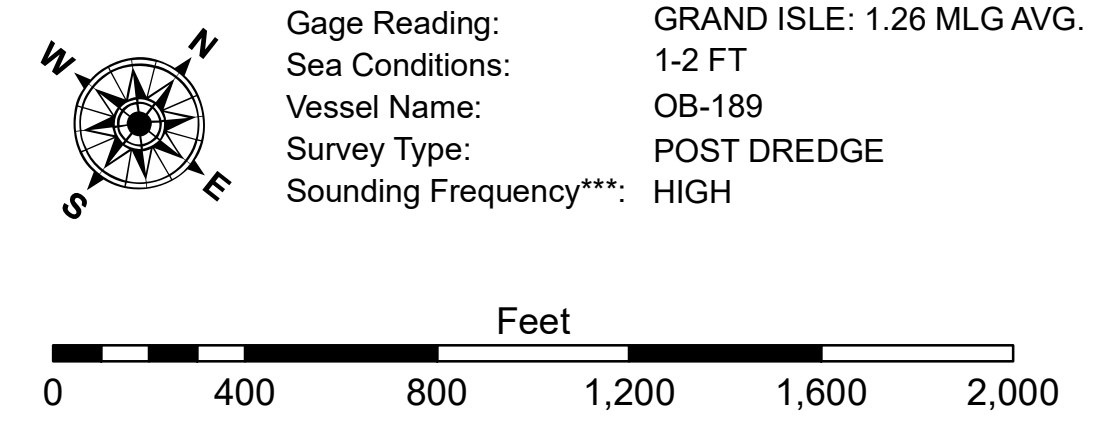 N
W
E
S
Gage Reading: GRAND ISLE: 1.26 MLG AVG.
Sea Conditions: 1-2 FT
Vessel Name: OB-189
Survey Type: POST DREDGE
Sounding Frequency***: HIGH
Feet
0 400 800 1,200 1,600 2,000